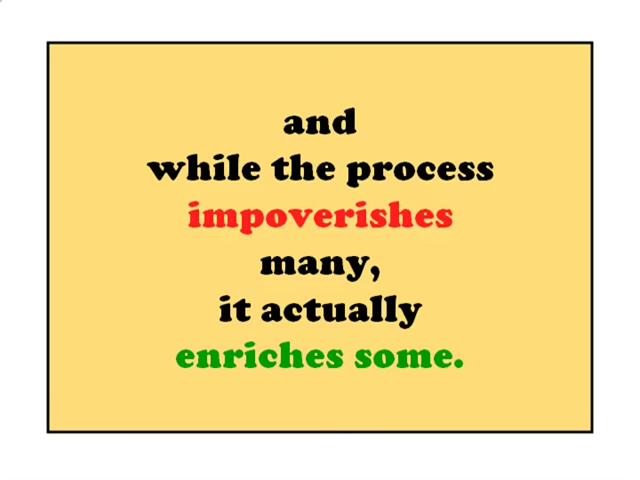 and
while the process
impoverishes
many,
it actually
enriches some.